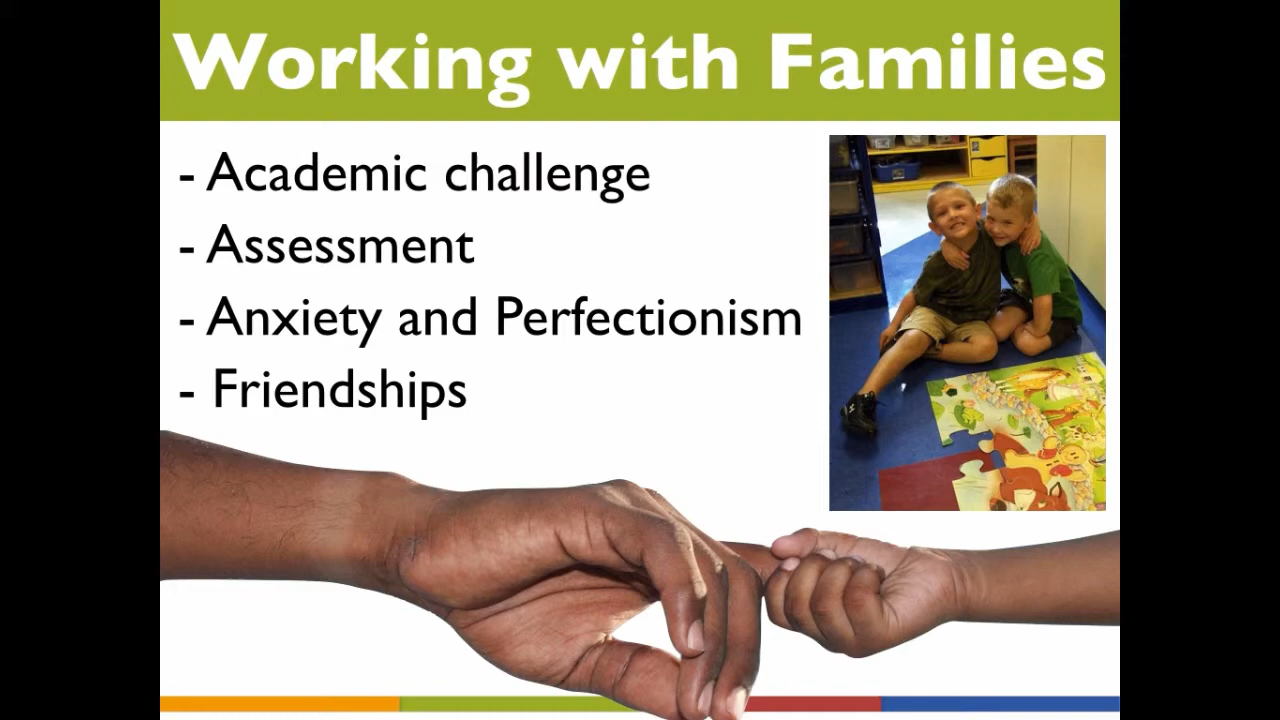 Working with Families
- Academic challenge
- Assessment
- Anxiety and Perfectionism
- Friendships